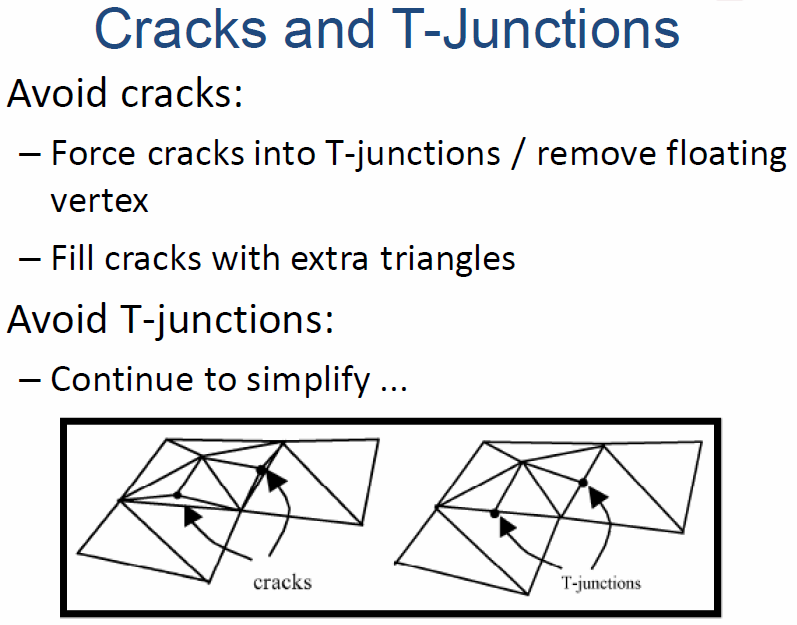 Cracks and T-Junctions
Avoid cracks:
– Force cracks into T-junctions / remove floating
vertex
– Fill cracks with extra triangles
Avoid T-junctions:
– Continue to simplify ...
cracks
T-junctions